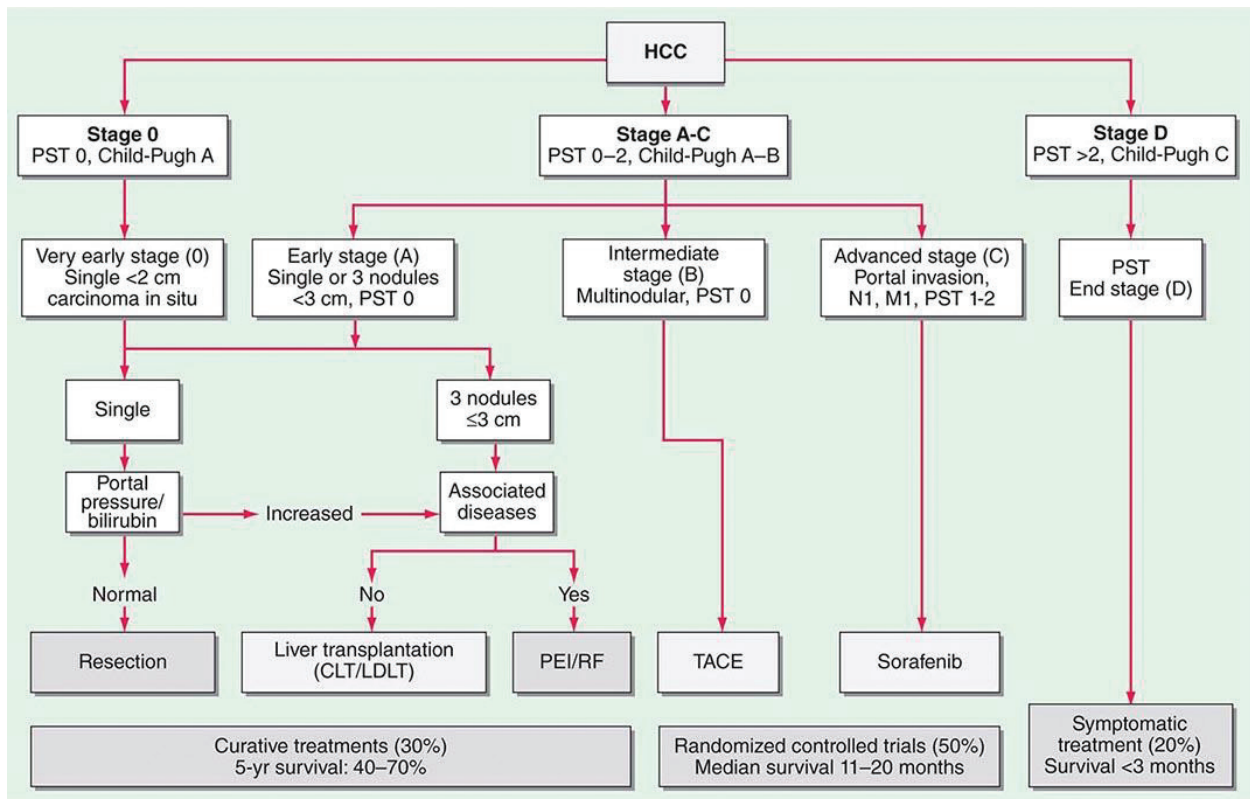 HCC
Stage 0
PST 0, Child-Pugh A
Stage A-C
PST 0–2, Child-Pugh A–B
Stage D
PST >2, Child-Pugh C
Very early stage (0)
Single <2 cm
carcinoma in situ
Early stage (A)
Single or 3 nodules
<3 cm, PST 0
Intermediate
stage (B)
Multinodular, PST 0
Advanced stage (C)
Portal invasion,
N1, M1, PST 1-2
PST
End stage (D)
Single
3 nodules
≤3 cm
Portal
pressure/
bilirubin
Increased
Associated
diseases
Normal
No
Yes
Resection
Liver transplantation
(CLT/LDLT)
PEI/RF
TACE
Sorafenib
Curative treatments (30%)
5-yr survival: 40–70%
Randomized controlled trials (50%)
Median survival 11–20 months
Symptomatic
treatment (20%)
Survival <3 months